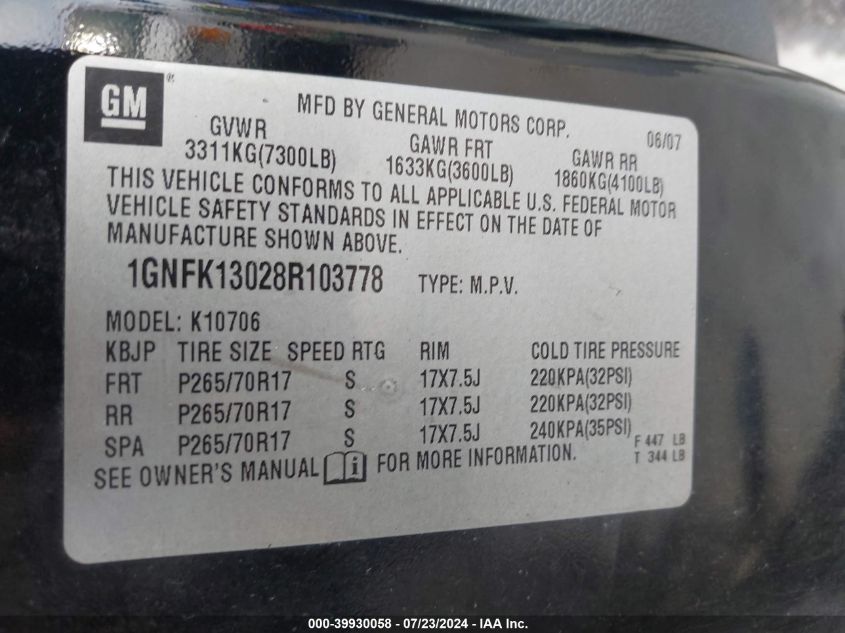 GM ®
MFD BY GENERAL MOTORS CORP. 06/07
GVWR GAWR FRT GAWR RR
3311KG(7300LB) 1633KG(3600LB) 1860KG(4100LB)
THIS VEHICLE CONFORMS TO ALL APPLICABLE U.S. FEDERAL MOTOR
VEHICLE SAFETY STANDARDS IN EFFECT ON THE DATE OF
MANUFACTURE SHOWN ABOVE.
1GNFK13028R103778 TYPE: M.P.V.
MODEL: K10706
KBJP TIRE SIZE SPEED RTG RIM COLD TIRE PRESSURE
FRT P265/70R17 S 17X7.5J 220KPA(32PSI)
RR P265/70R17 S 17X7.5J 220KPA(32PSI)
SPA P265/70R17 S 17X7.5J 240KPA(35PSI) F 447 LB
T 344 LB
SEE OWNER'S MANUAL i FOR MORE INFORMATION.
000-39930058 - 07/23/2024 - IAA Inc.